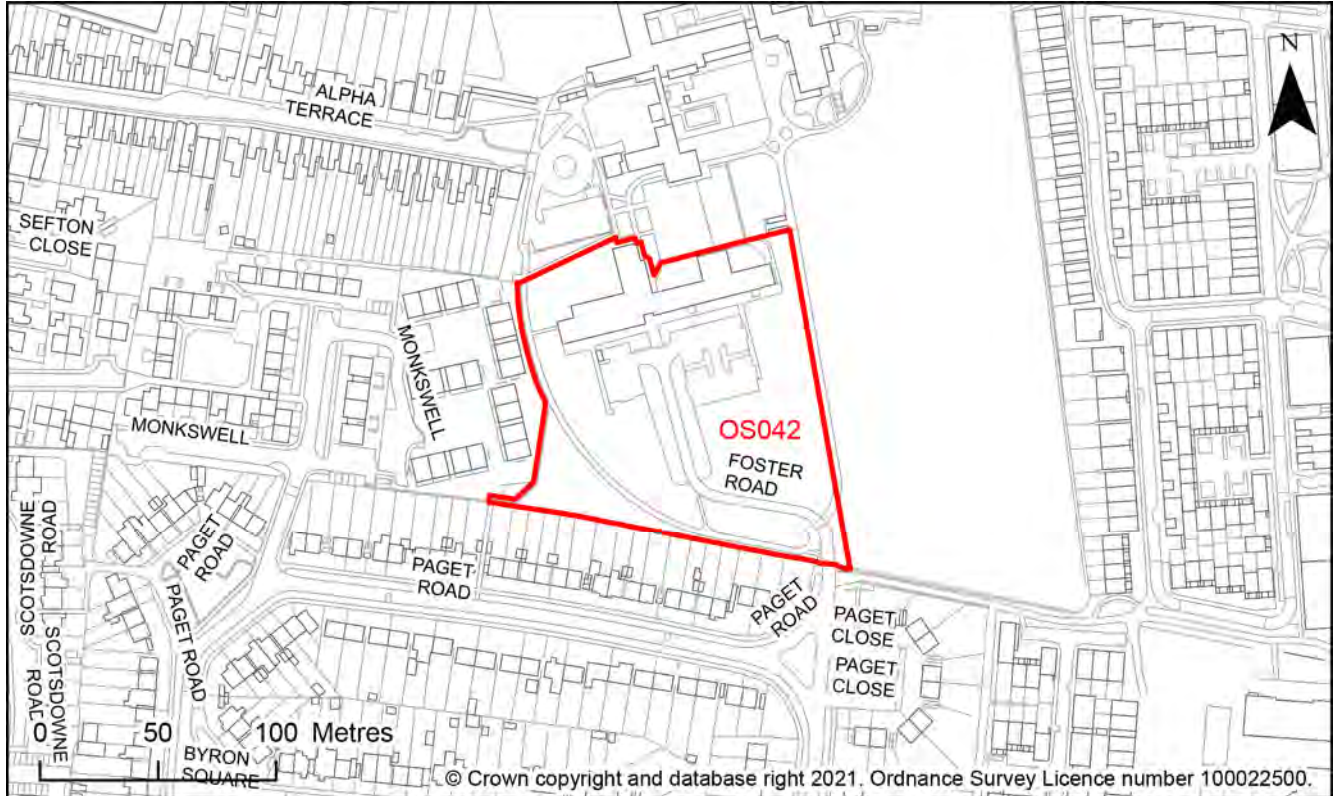 N
ALPHA
TERRACE
SEFTON
CLOSE
MONKSWELL
MONKSWELL
OS042
FOSTER
ROAD
SCOTSDOWNE
ROAD
PAGET
ROAD
PAGET
ROAD
PAGET
ROAD
PAGET ROAD
PAGET
CLOSE
PAGET
CLOSE
SCOTSDOWNE
ROAD
0 50 100 Metres
BYRON
SQUARE
© Crown copyright and database right 2021. Ordnance Survey Licence number 100022500.